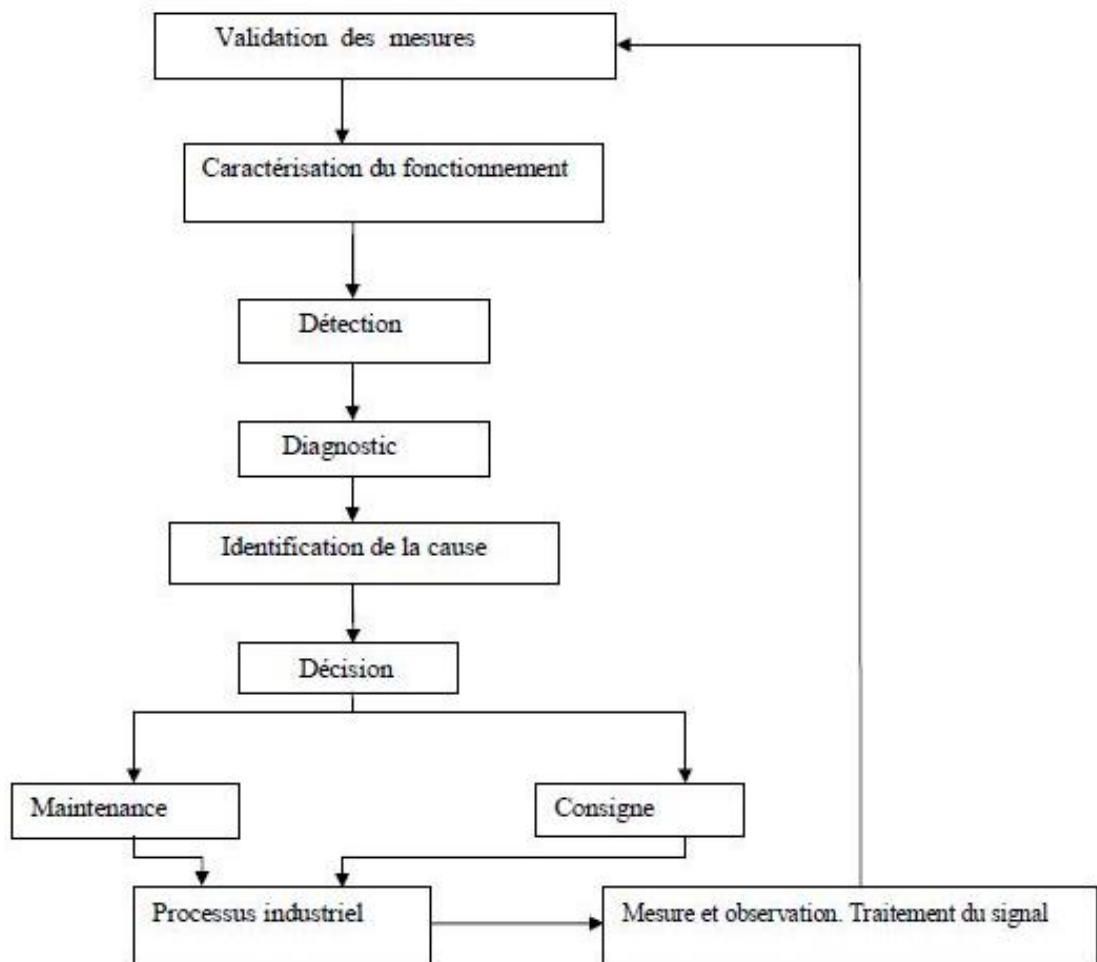 Validation des mesures
Caractérisation du fonctionnement
Détection
Diagnostic
Identification de la cause
Décision
Maintenance
Consigne
Processus industriel
Mesure et observation. Traitement du signal